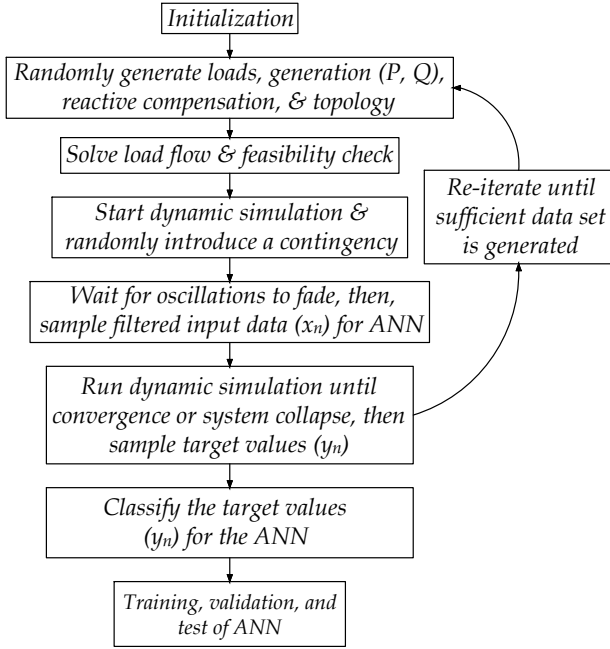 Initialization
Randomly generate loads, generation (P, Q),
reactive compensation, & topology
Solve load flow & feasibility check
Start dynamic simulation &
randomly introduce a contingency
Wait for oscillations to fade, then,
sample filtered input data (xn) for ANN
Run dynamic simulation until
convergence or system collapse, then
sample target values (yn)
Classify the target values
(yn) for the ANN
Training, validation, and
test of ANN
Re-iterate until
sufficient data set
is generated